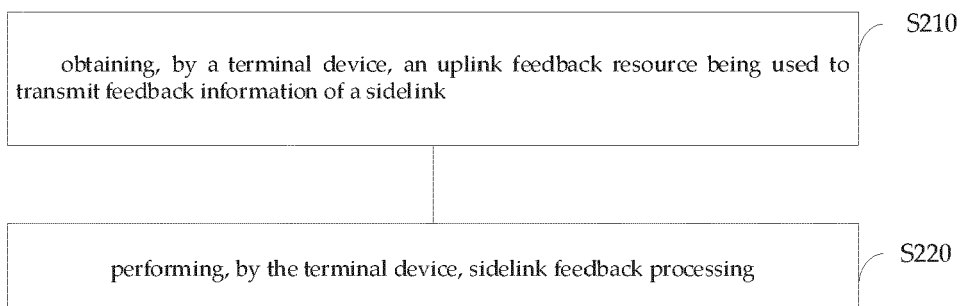 S210
obtaining, by a terminal device, an uplink feedback resource being used to
transmit feedback information of a sidelink
S220
performing, by the terminal device, sidelink feedback processing